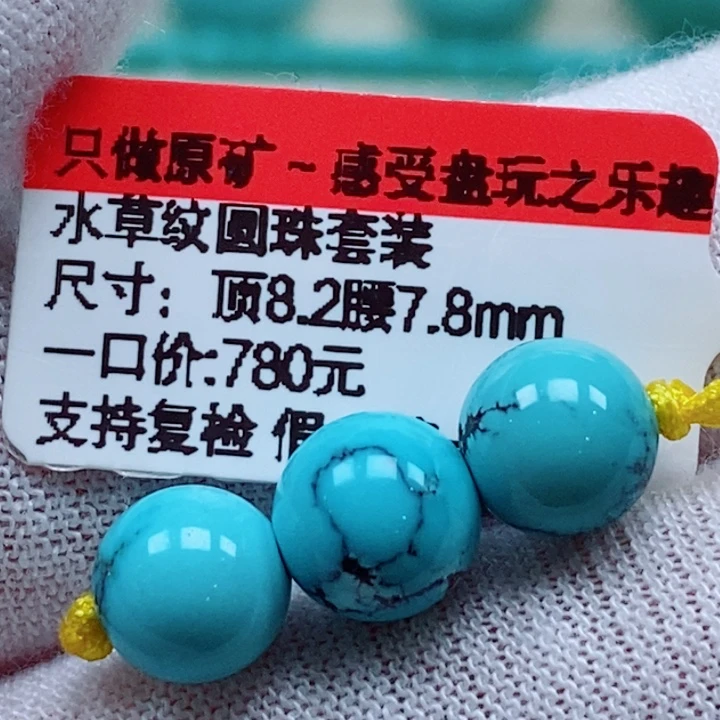 只做原矿~感受盘玩之乐趣
水草纹圆珠套装
尺寸：顶8.2腰7.8mm
一口价:780元
支持复检 假